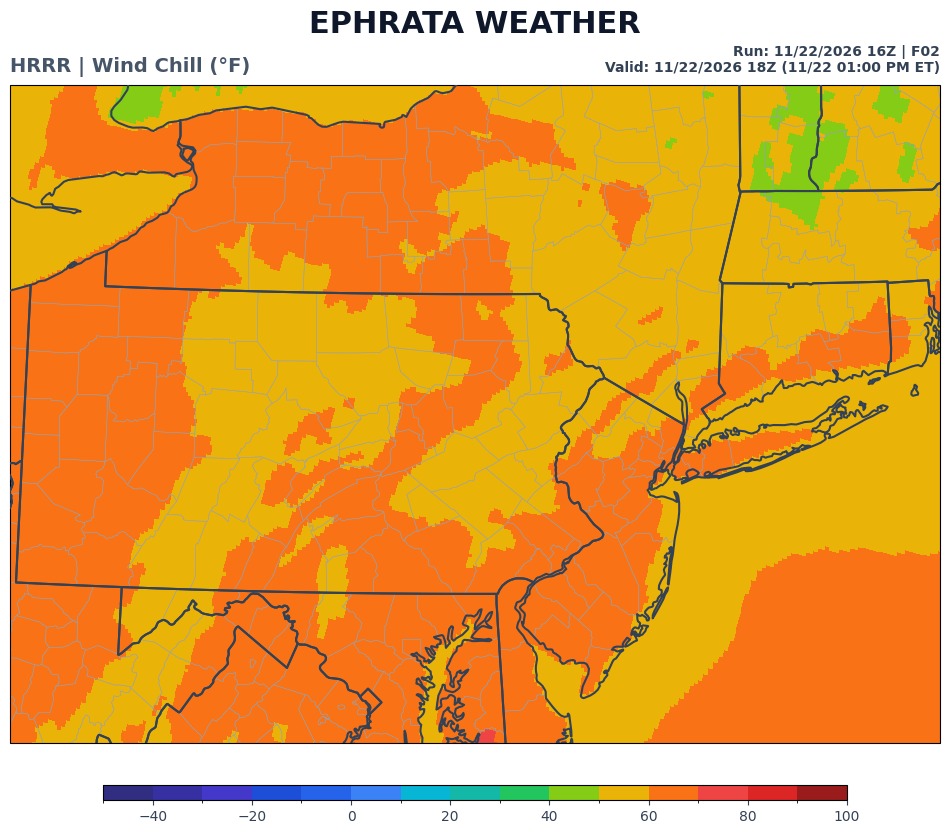 EPHRATA WEATHER
HRRR | Wind Chill (°F)
Run: 11/22/2026 16Z | F02
Valid: 11/22/2026 18Z (11/22 01:00 PM ET)
−40 −20 0 20 40 60 80 100